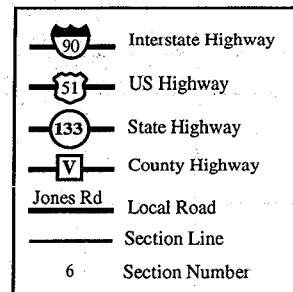 90 Interstate Highway
51 US Highway
133 State Highway
V County Highway
Jones Rd Local Road
Section Line
6 Section Number